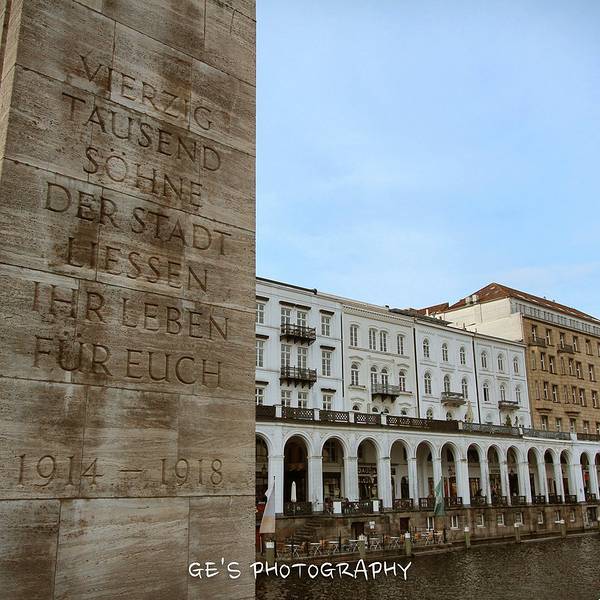 VIERZIG
TAUSEND
SÖHNE
DER STADT
LIESSEN
IHR LEBEN
FÜR EUCH
1914 – 1918
GE'S PHOTOGRAPHY